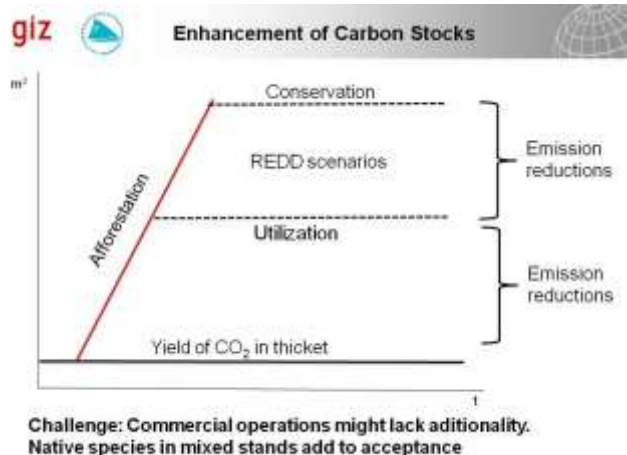 giz
Enhancement of Carbon Stocks
m³
Conservation
REDD scenarios
Emission
reductions
Afforestation
Utilization
Emission
reductions
Yield of CO₂ in thicket
t
Challenge: Commercial operations might lack aditionality.
Native species in mixed stands add to acceptance